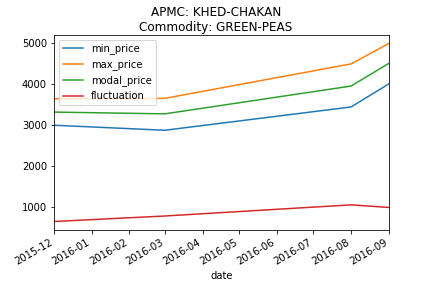 APMC: KHED-CHAKAN
Commodity: GREEN-PEAS
5000
4000
3000
2000
1000
min_price
max_price
modal_price
fluctuation
2015-12
2016-01
2016-02
2016-03
2016-04
2016-05
2016-06
2016-07
2016-08
2016-09
date